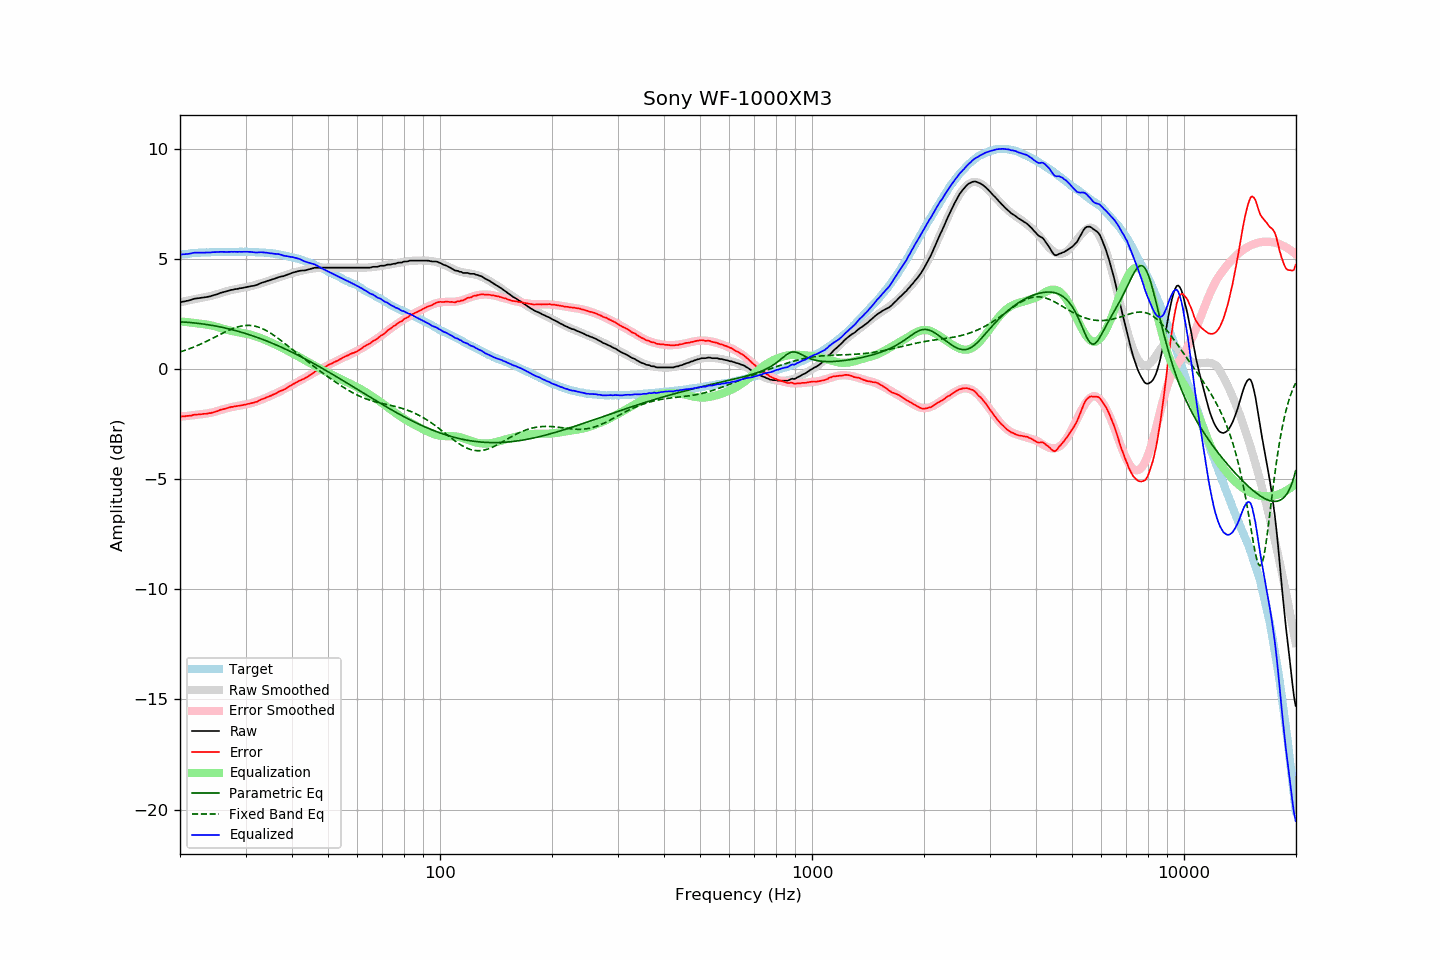 Sony WF-1000XM3
Amplitude (dBr)
10
5
0
−5
−10
−15
−20
Target
Raw Smoothed
Error Smoothed
Raw
Error
Equalization
Parametric Eq
Fixed Band Eq
Equalized
100
1000
10000
Frequency (Hz)